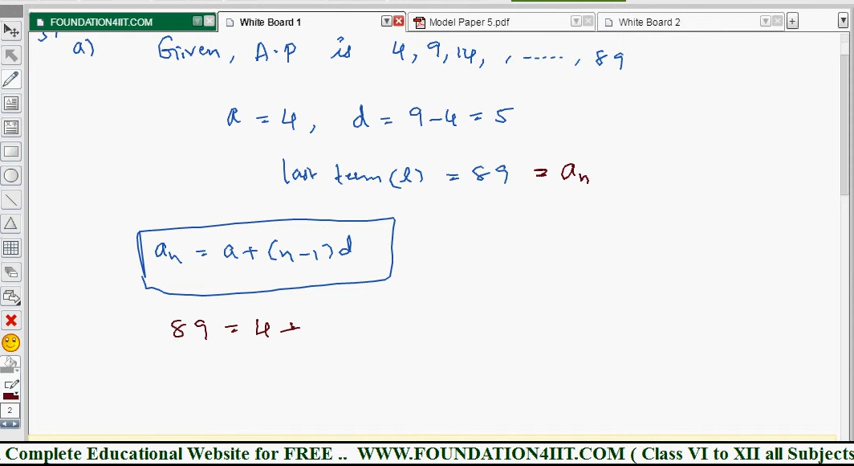 FOUNDATION4IIT.COM White Board 1 Model Paper 5.pdf White Board 2
a) Given, A.P is 4, 9, 14, , ....., 89
a = 4, d = 9-4 = 5
last term (l) = 89 = an
an = a + (n-1)d
89 = 4 +
2
Complete Educational Website for FREE .. WWW.FOUNDATION4IIT.COM ( Class VI to XII all Subjects